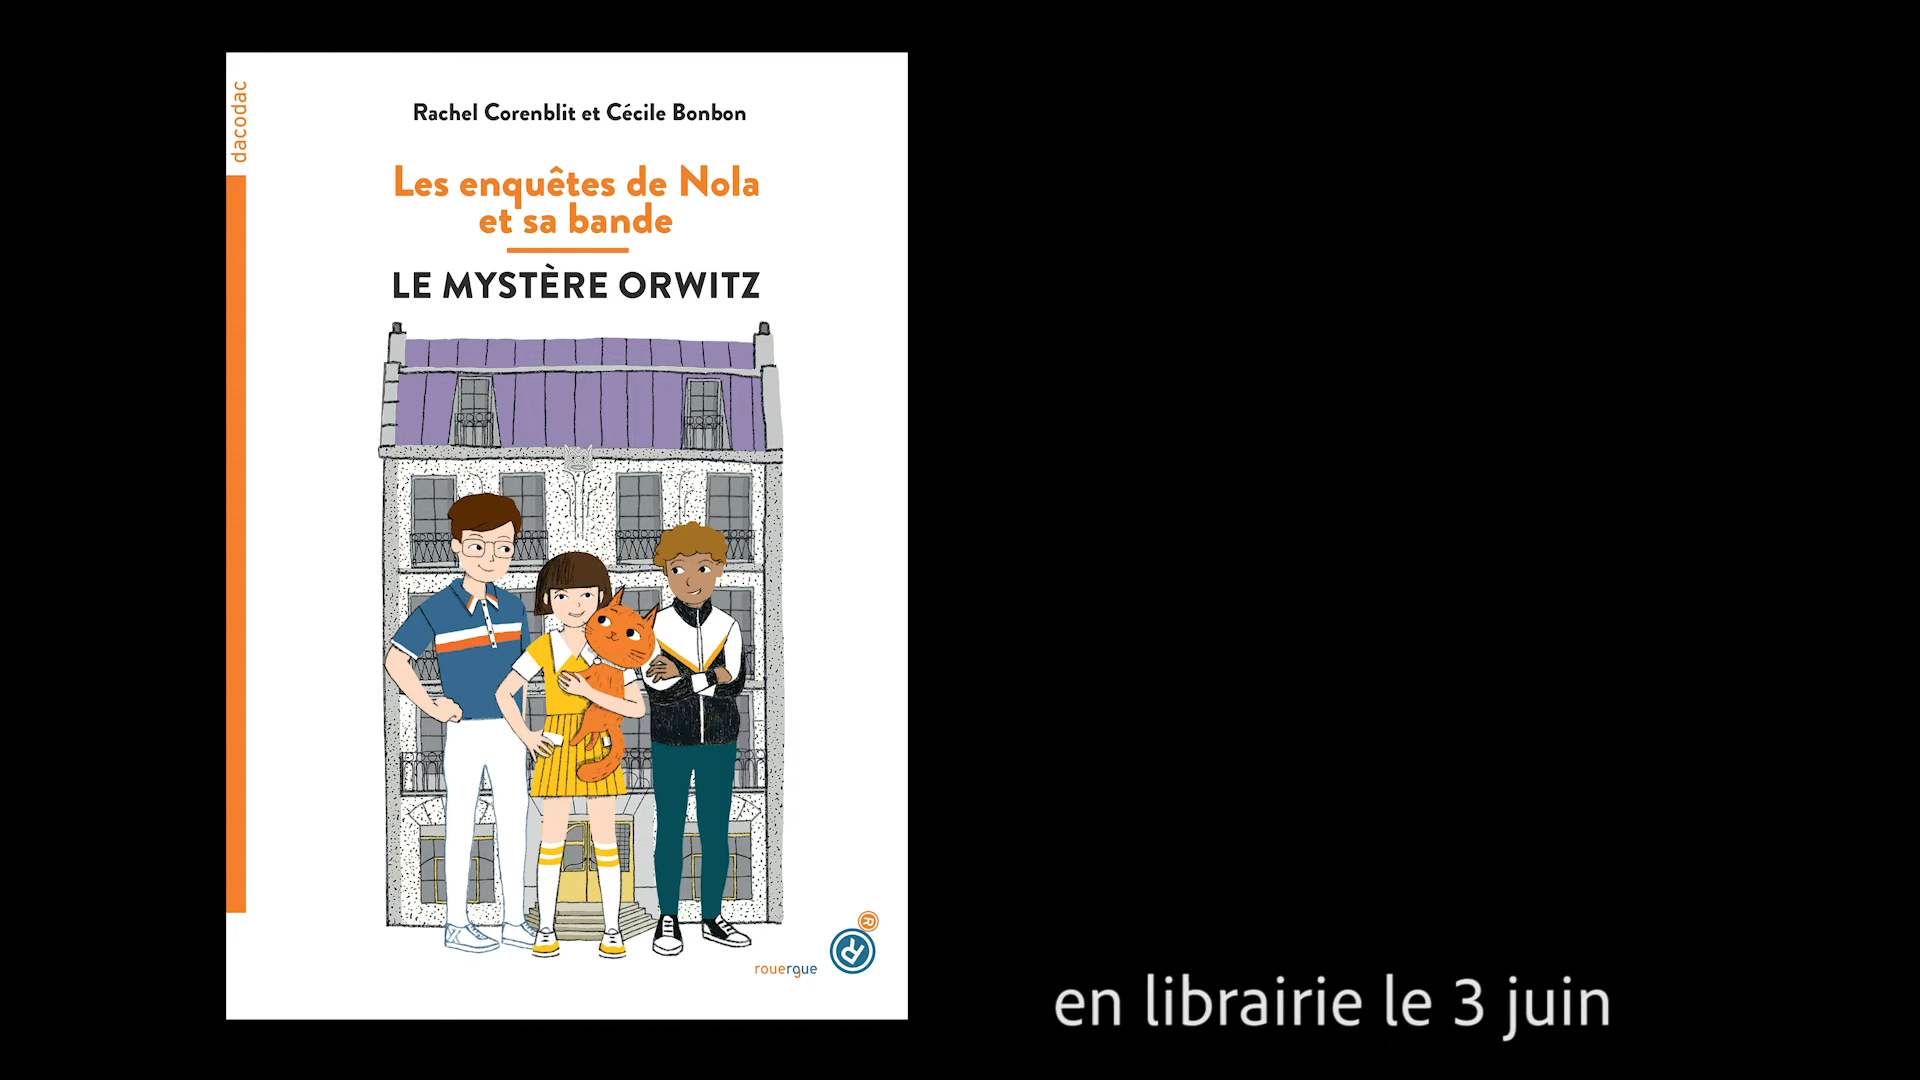 dacodac
Rachel Corenblit et Cécile Bonbon
Les enquêtes de Nola
et sa bande
LE MYSTÈRE ORWITZ
R
R
rouergue
en librairie le 3 juin